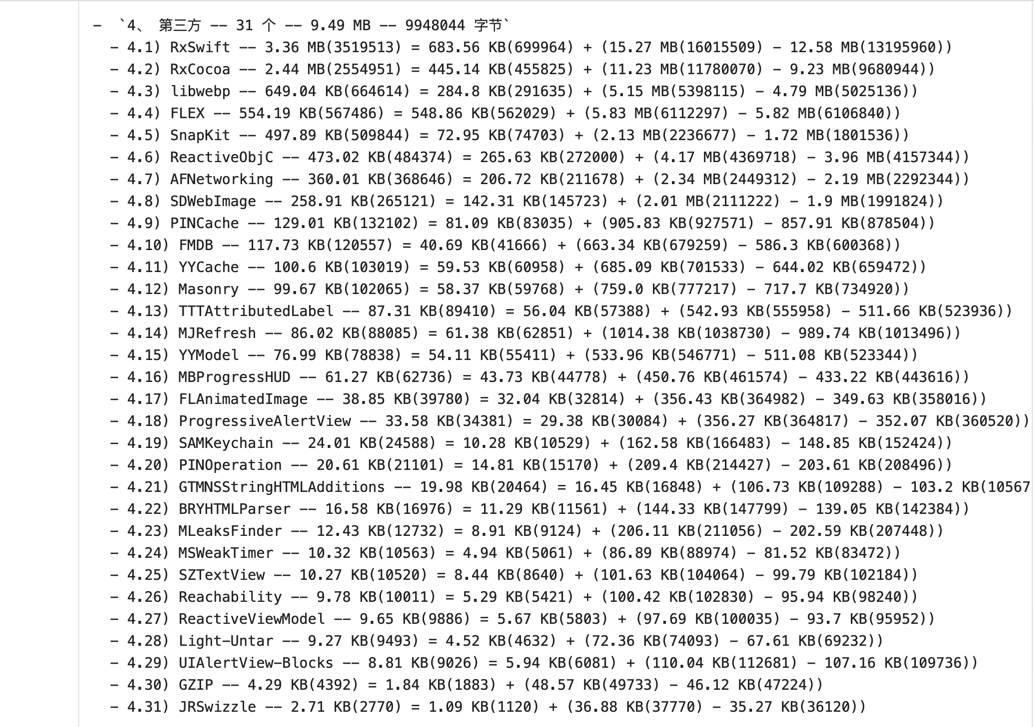 - `4、 第三方 -- 31 个 -- 9.49 MB -- 9948044 字节`
- 4.1) RxSwift -- 3.36 MB(3519513) = 683.56 KB(699964) + (15.27 MB(16015509) - 12.58 MB(13195960))
- 4.2) RxCocoa -- 2.44 MB(2554951) = 445.14 KB(455825) + (11.23 MB(11780070) - 9.23 MB(9680944))
- 4.3) libwebp -- 649.04 KB(664614) = 284.8 KB(291635) + (5.15 MB(5398115) - 4.79 MB(5025136))
- 4.4) FLEX -- 554.19 KB(567486) = 548.86 KB(562029) + (5.83 MB(6112297) - 5.82 MB(6106840))
- 4.5) SnapKit -- 497.89 KB(509844) = 72.95 KB(74703) + (2.13 MB(2236677) - 1.72 MB(1801536))
- 4.6) ReactiveObjC -- 473.02 KB(484374) = 265.63 KB(272000) + (4.17 MB(4369718) - 3.96 MB(4157344))
- 4.7) AFNetworking -- 360.01 KB(368646) = 206.72 KB(211678) + (2.34 MB(2449312) - 2.19 MB(2292344))
- 4.8) SDWebImage -- 258.91 KB(265121) = 142.31 KB(145723) + (2.01 MB(2111222) - 1.9 MB(1991824))
- 4.9) PINCache -- 129.01 KB(132102) = 81.09 KB(83035) + (905.83 KB(927571) - 857.91 KB(878504))
- 4.10) FMDB -- 117.73 KB(120557) = 40.69 KB(41666) + (663.34 KB(679259) - 586.3 KB(600368))
- 4.11) YYCache -- 100.6 KB(103019) = 59.53 KB(60958) + (685.09 KB(701533) - 644.02 KB(659472))
- 4.12) Masonry -- 99.67 KB(102065) = 58.37 KB(59768) + (759.0 KB(777217) - 717.7 KB(734920))
- 4.13) TTTAttributedLabel -- 87.31 KB(89410) = 56.04 KB(57388) + (542.93 KB(555958) - 511.66 KB(523936))
- 4.14) MJRefresh -- 86.02 KB(88085) = 61.38 KB(62851) + (1014.38 KB(1038730) - 989.74 KB(1013496))
- 4.15) YYModel -- 76.99 KB(78838) = 54.11 KB(55411) + (533.96 KB(546771) - 511.08 KB(523344))
- 4.16) MBProgressHUD -- 61.27 KB(62736) = 43.73 KB(44778) + (450.76 KB(461574) - 433.22 KB(443616))
- 4.17) FLAnimatedImage -- 38.85 KB(39780) = 32.04 KB(32814) + (356.43 KB(364982) - 349.63 KB(358016))
- 4.18) ProgressiveAlertView -- 33.58 KB(34381) = 29.38 KB(30084) + (356.27 KB(364817) - 352.07 KB(360520))
- 4.19) SAMKeychain -- 24.01 KB(24588) = 10.28 KB(10529) + (162.58 KB(166483) - 148.85 KB(152424))
- 4.20) PINOperation -- 20.61 KB(21101) = 14.81 KB(15170) + (209.4 KB(214427) - 203.61 KB(208496))
- 4.21) GTMNSStringHTMLAdditions -- 19.98 KB(20464) = 16.45 KB(16848) + (106.73 KB(109288) - 103.2 KB(10567
- 4.22) BRYHTMLParser -- 16.58 KB(16976) = 11.29 KB(11561) + (144.33 KB(147799) - 139.05 KB(142384))
- 4.23) MLeaksFinder -- 12.43 KB(12732) = 8.91 KB(9124) + (206.11 KB(211056) - 202.59 KB(207448))
- 4.24) MSWeakTimer -- 10.32 KB(10563) = 4.94 KB(5061) + (86.89 KB(88974) - 81.52 KB(83472))
- 4.25) SZTextView -- 10.27 KB(10520) = 8.44 KB(8640) + (101.63 KB(104064) - 99.79 KB(102184))
- 4.26) Reachability -- 9.78 KB(10011) = 5.29 KB(5421) + (100.42 KB(102830) - 95.94 KB(98240))
- 4.27) ReactiveViewModel -- 9.65 KB(9886) = 5.67 KB(5803) + (97.69 KB(100035) - 93.7 KB(95952))
- 4.28) Light-Untar -- 9.27 KB(9493) = 4.52 KB(4632) + (72.36 KB(74093) - 67.61 KB(69232))
- 4.29) UIAlertView-Blocks -- 8.81 KB(9026) = 5.94 KB(6081) + (110.04 KB(112681) - 107.16 KB(109736))
- 4.30) GZIP -- 4.29 KB(4392) = 1.84 KB(1883) + (48.57 KB(49733) - 46.12 KB(47224))
- 4.31) JRSwizzle -- 2.71 KB(2770) = 1.09 KB(1120) + (36.88 KB(37770) - 35.27 KB(36120))